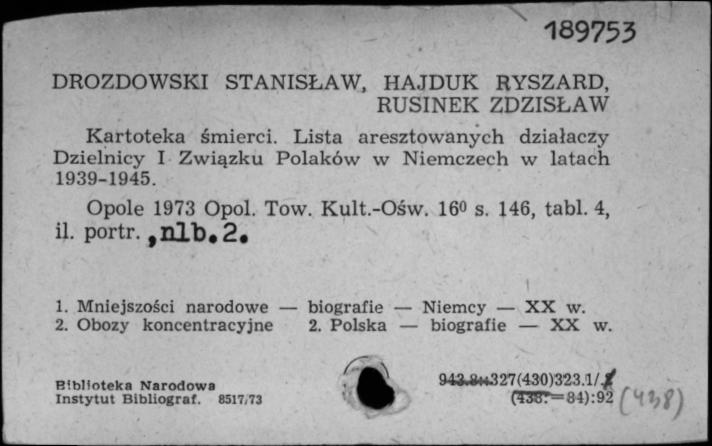 189753
DROZDOWSKI STANISŁAW, HAJDUK RYSZARD,
RUSINEK ZDZISŁAW
Kartoteka śmierci. Lista aresztowanych działaczy
Dzielnicy I Związku Polaków w Niemczech w latach
1939-1945.
Opole 1973 Opol. Tow. Kult.-Ośw. 16⁰ s. 146, tabl. 4,
il. portr. , nlb. 2.
1. Mniejszości narodowe — biografie — Niemcy — XX w.
2. Obozy koncentracyjne 2. Polska — biografie — XX w.
Biblioteka Narodowa 327(430)323.1/
Instytut Bibliograf. 8517/73 (438:=84):92 (438)